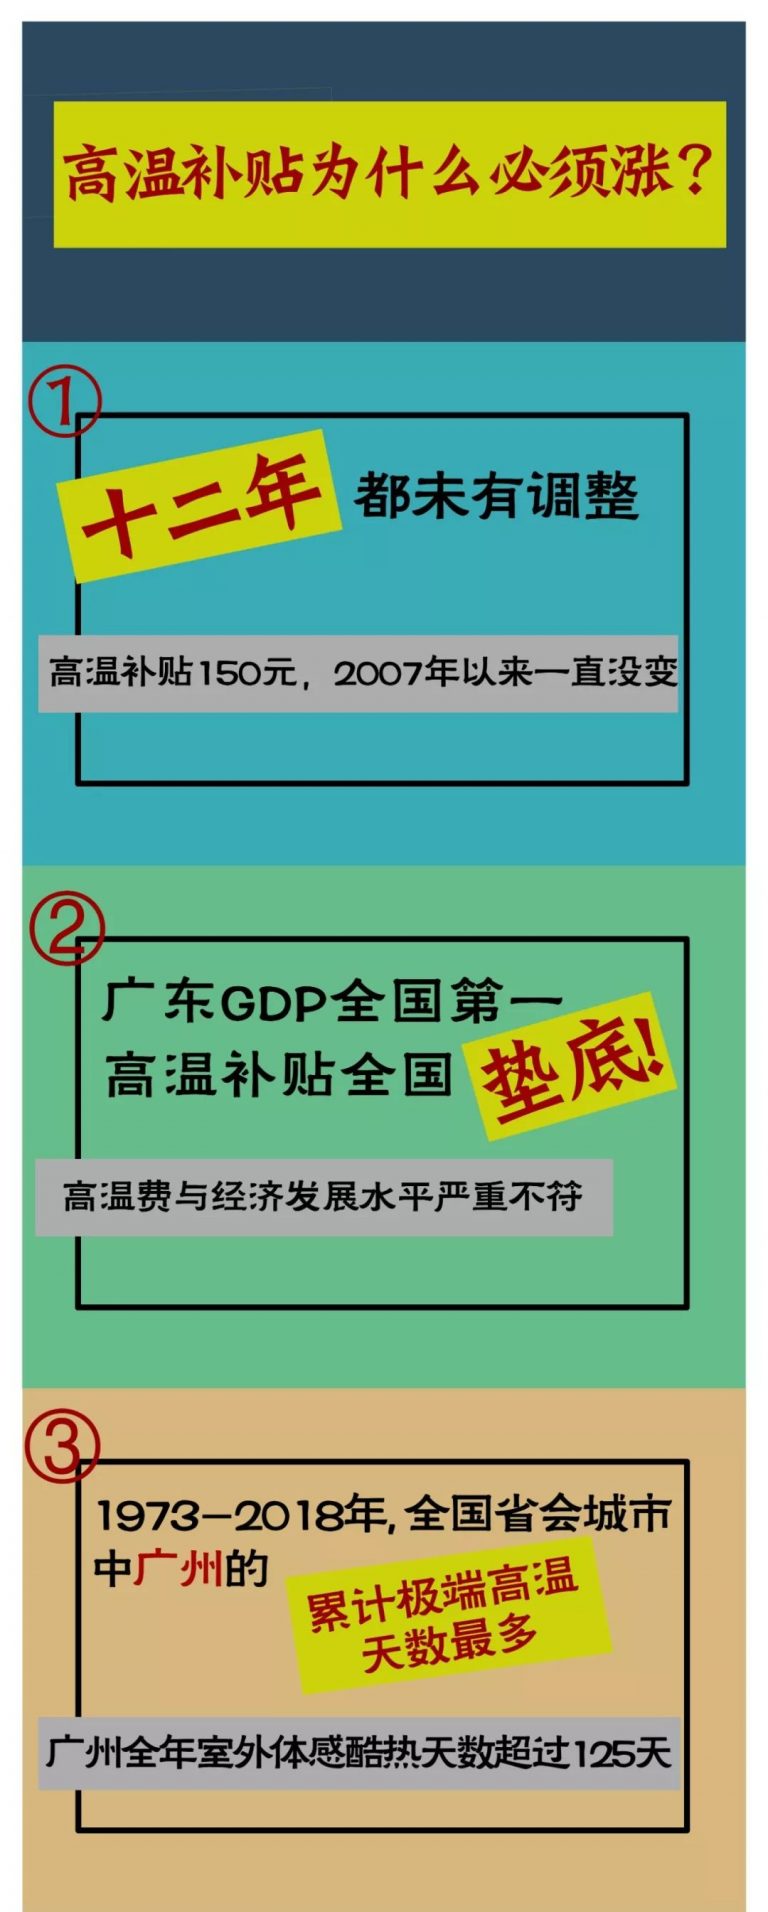 高温补贴为什么必须涨?
①
十二年 都未有调整
高温补贴150元，2007年以来一直没变
②
广东GDP全国第一
高温补贴全国 垫底!
高温费与经济发展水平严重不符
③
1973-2018年,全国省会城市
中广州的
累计极端高温
天数最多
广州全年室外体感酷热天数超过125天